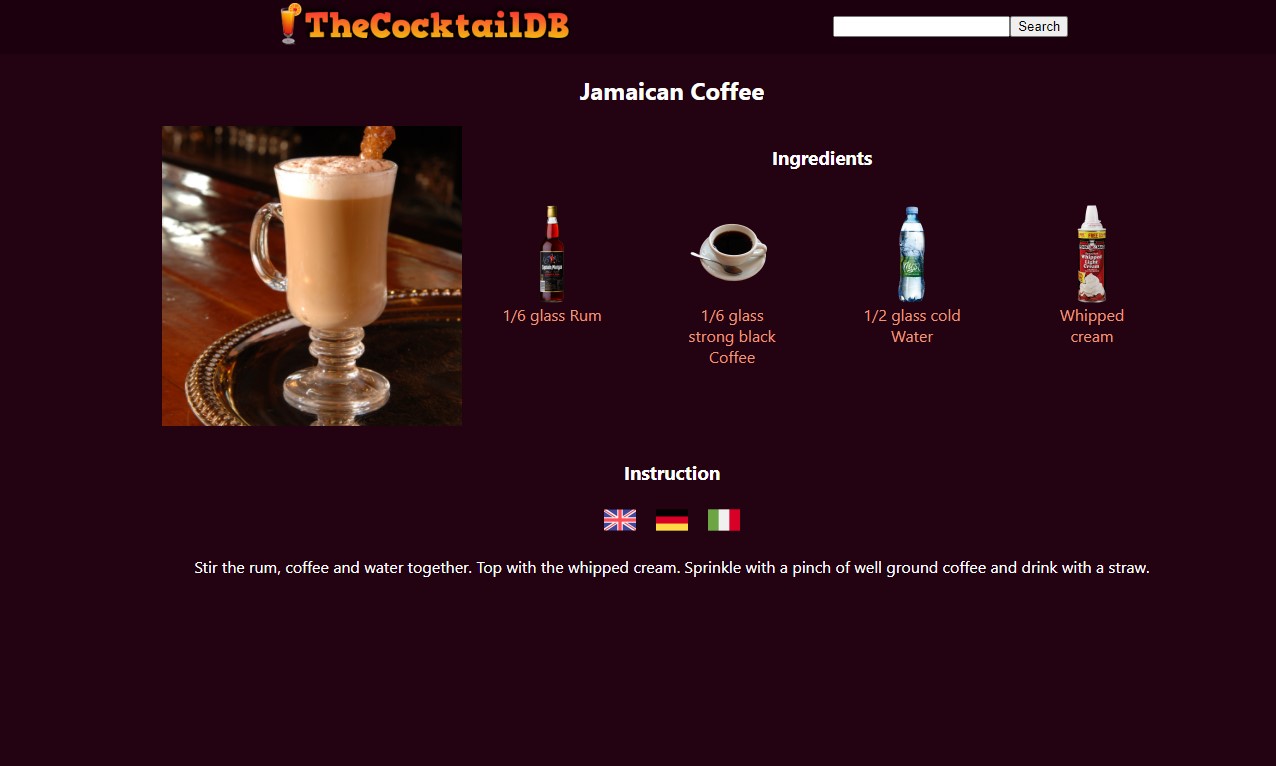 TheCocktailDB
Search
Jamaican Coffee
Ingredients
1/6 glass Rum
1/6 glass
strong black
Coffee
1/2 glass cold
Water
Whipped
cream
Instruction
Stir the rum, coffee and water together. Top with the whipped cream. Sprinkle with a pinch of well ground coffee and drink with a straw.